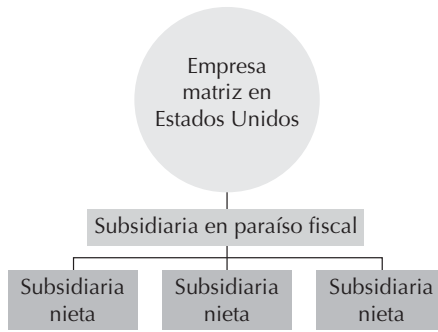 Empresa
matriz en
Estados Unidos
Subsidiaria en paraíso fiscal
Subsidiaria
nieta
Subsidiaria
nieta
Subsidiaria
nieta